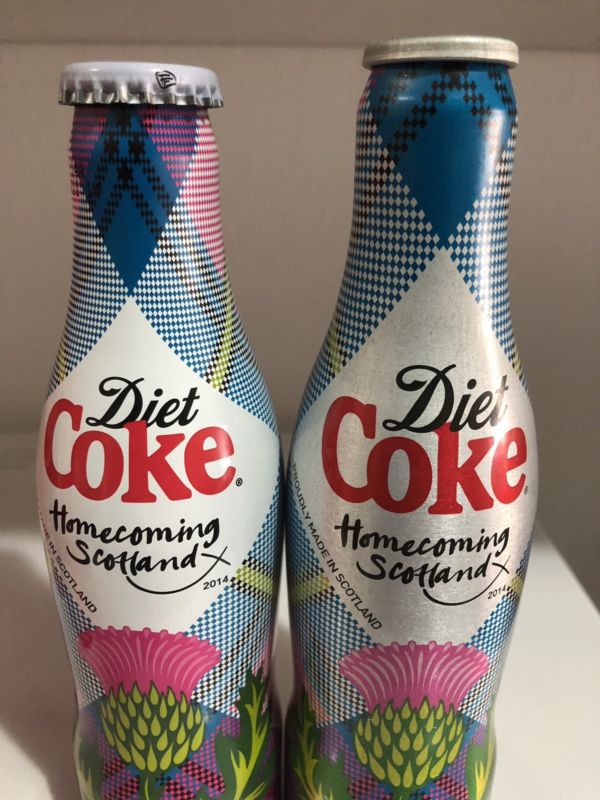 Diet
Coke®
Homecoming
Scotland
2014
E IN SCOTLAND
Diet
Coke
Homecoming
Scotland
2014
PROUDLY MADE IN SCOTLAND